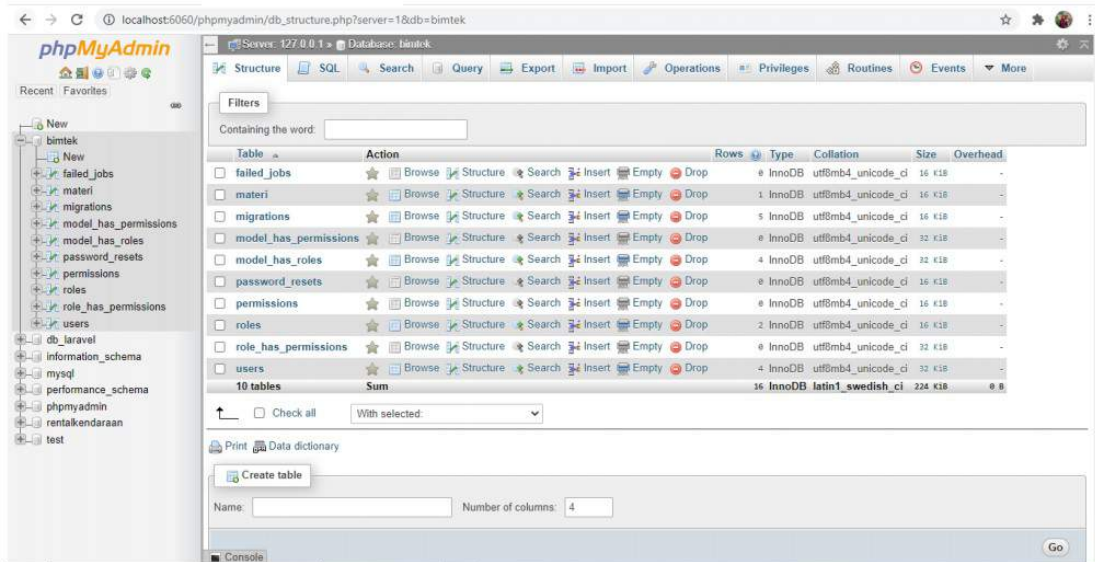 localhost:6060/phpmyadmin/db_structure.php?server=1&db=bimtek
phpMyAdmin
Recent Favorites
New
bimtek
New
failed_jobs
materi
migrations
model_has_permissions
model_has_roles
password_resets
permissions
roles
role_has_permissions
users
db_laravel
information_schema
mysql
performance_schema
phpmyadmin
rentalkendaraan
test
Server: 127.0.0.1 » Database: bimtek
Structure SQL Search Query Export Import Operations Privileges Routines Events More
Filters
Containing the word:
Table Action Rows Type Collation Size Overhead
failed_jobs Browse Structure Search Insert Empty Drop 0 InnoDB utf8mb4_unicode_ci 16 KiB -
materi Browse Structure Search Insert Empty Drop 1 InnoDB utf8mb4_unicode_ci 16 KiB -
migrations Browse Structure Search Insert Empty Drop 5 InnoDB utf8mb4_unicode_ci 16 KiB -
model_has_permissions Browse Structure Search Insert Empty Drop 0 InnoDB utf8mb4_unicode_ci 32 KiB -
model_has_roles Browse Structure Search Insert Empty Drop 4 InnoDB utf8mb4_unicode_ci 32 KiB -
password_resets Browse Structure Search Insert Empty Drop 0 InnoDB utf8mb4_unicode_ci 16 KiB -
permissions Browse Structure Search Insert Empty Drop 0 InnoDB utf8mb4_unicode_ci 16 KiB -
roles Browse Structure Search Insert Empty Drop 2 InnoDB utf8mb4_unicode_ci 16 KiB -
role_has_permissions Browse Structure Search Insert Empty Drop 0 InnoDB utf8mb4_unicode_ci 32 KiB -
users Browse Structure Search Insert Empty Drop 4 InnoDB utf8mb4_unicode_ci 32 KiB -
10 tables Sum 16 InnoDB latin1_swedish_ci 224 KiB 0 B
Check all With selected:
Print Data dictionary
Create table
Name: Number of columns: 4
Go
Console